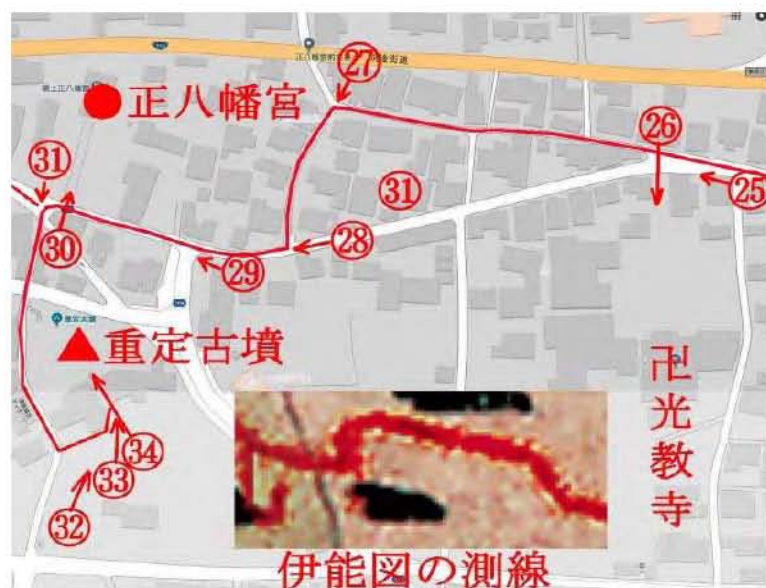 ㉗
正八幡宮
㉖
㉛
㉛
㉕
㉚
㉘
㉙
重定古墳
卍光教寺
㉞
㉝
㉜
伊能図の測線